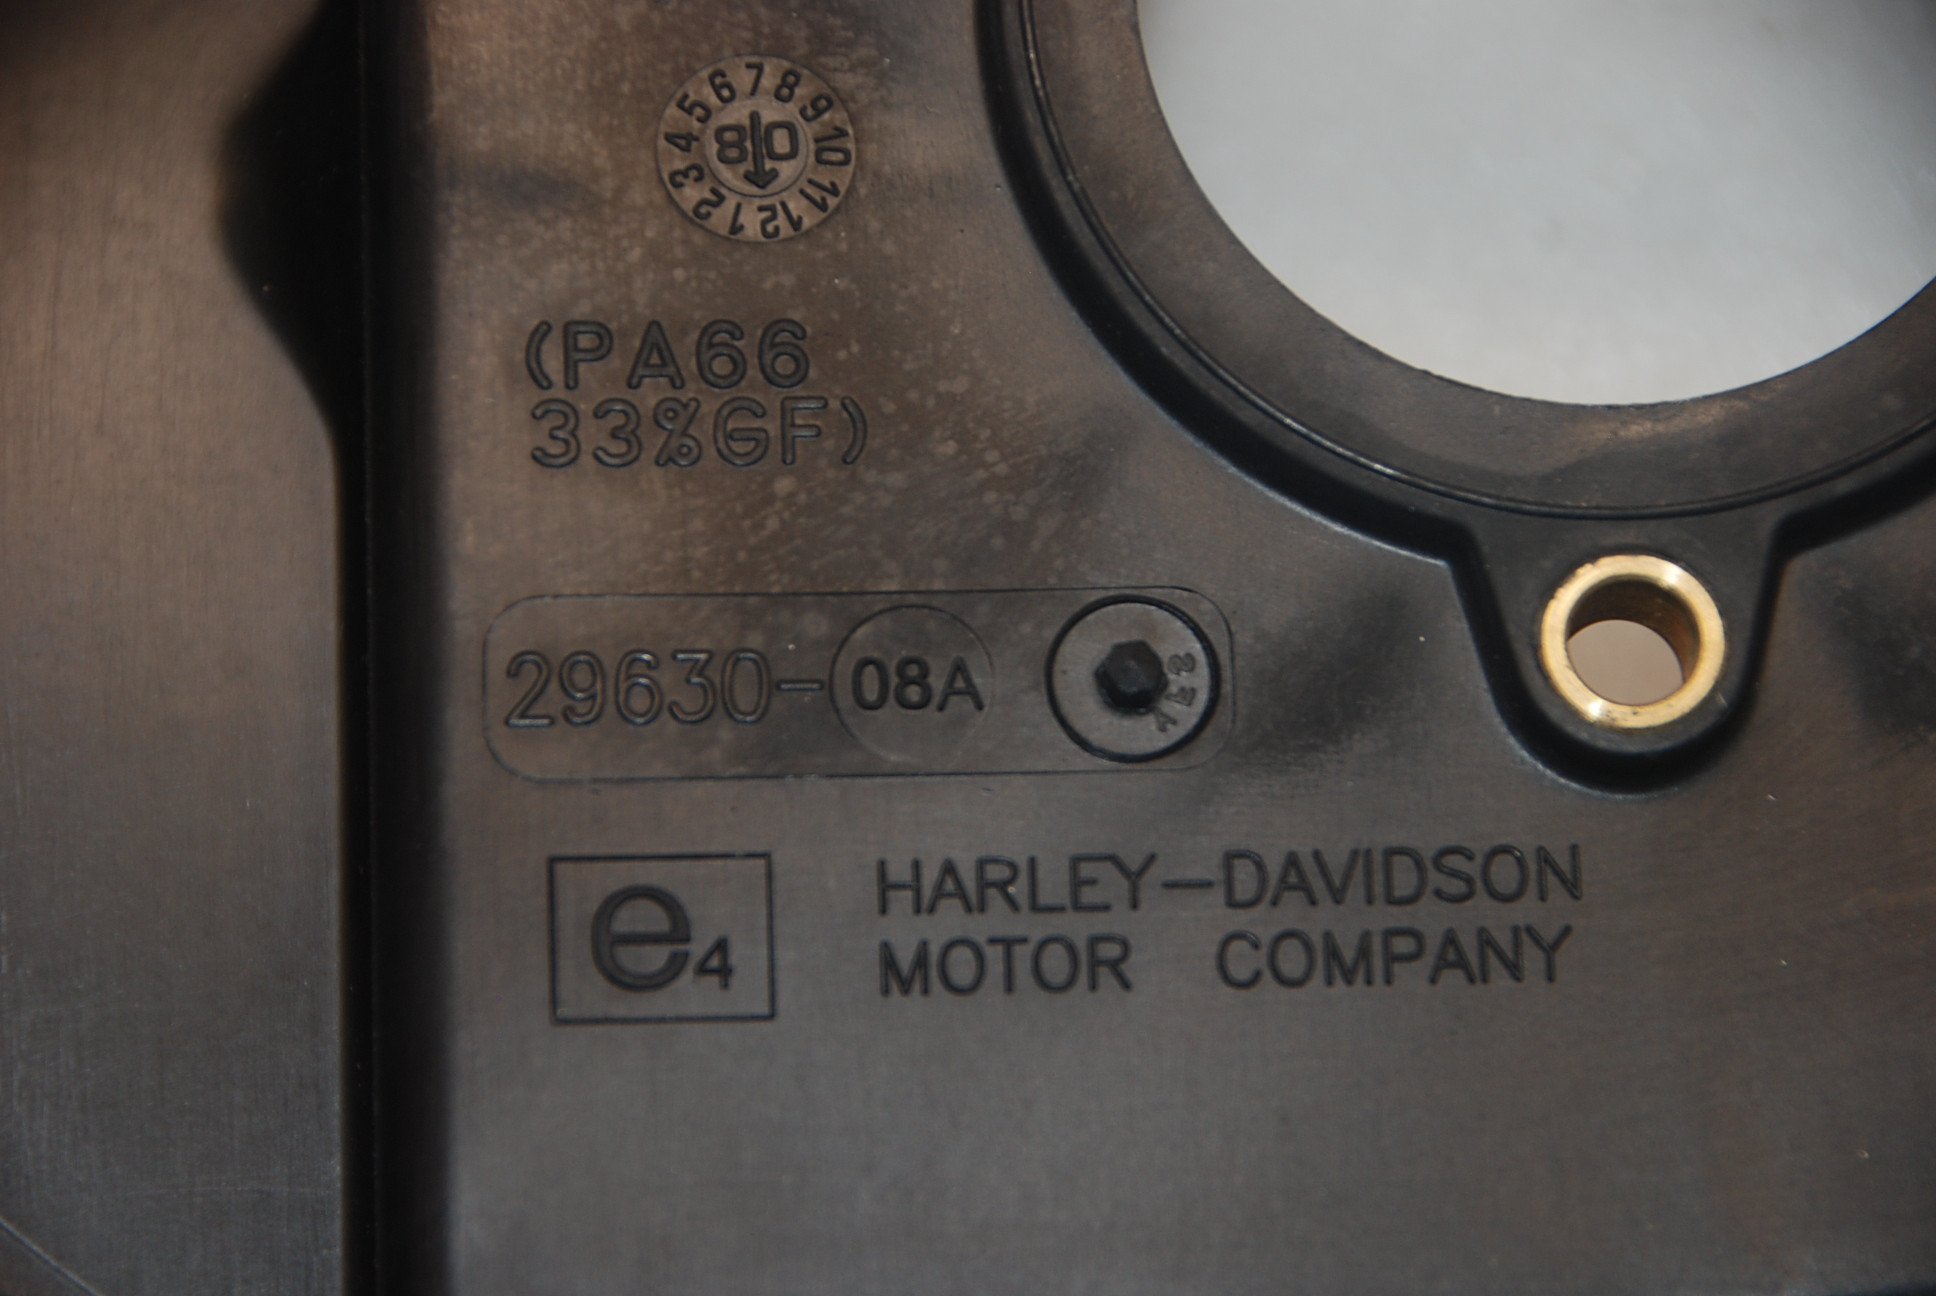 1 2 3 4 5 6 7 8 9 10 11 12
08
(PA66
33%GF)
29630-08A
e4
HARLEY-DAVIDSON
MOTOR COMPANY